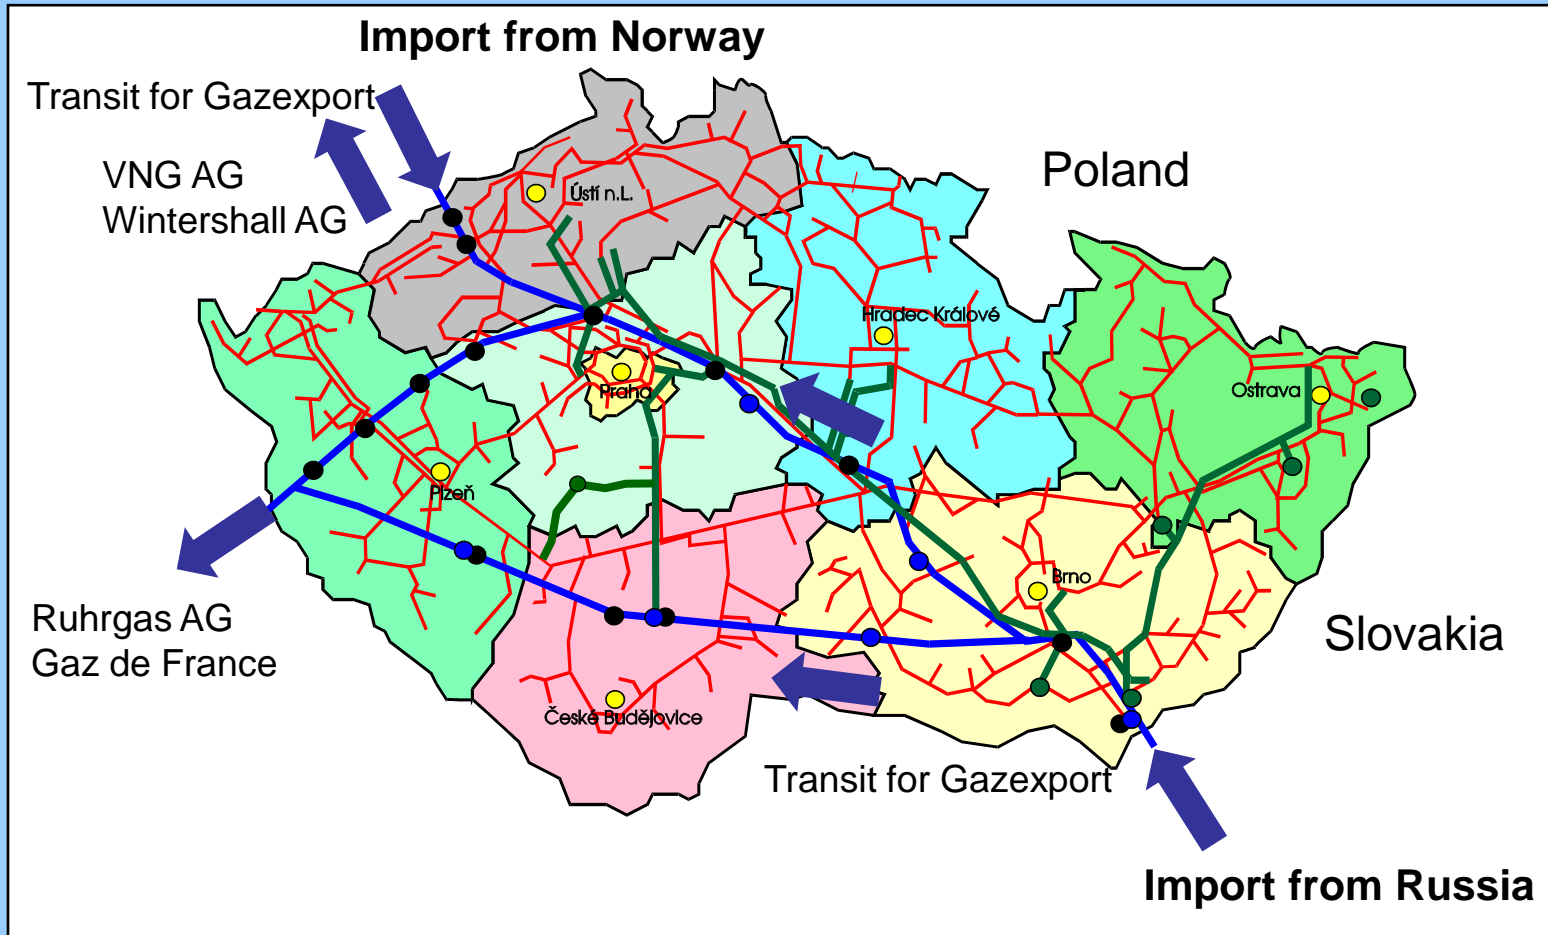 Import from Norway
Transit for Gazexport
VNG AG
Wintershall AG
Poland
Ústí n.L.
Hradec Králové
Praha
Ostrava
Plzeň
Brno
Ruhrgas AG
Gaz de France
Slovakia
České Budějovice
Transit for Gazexport
Import from Russia